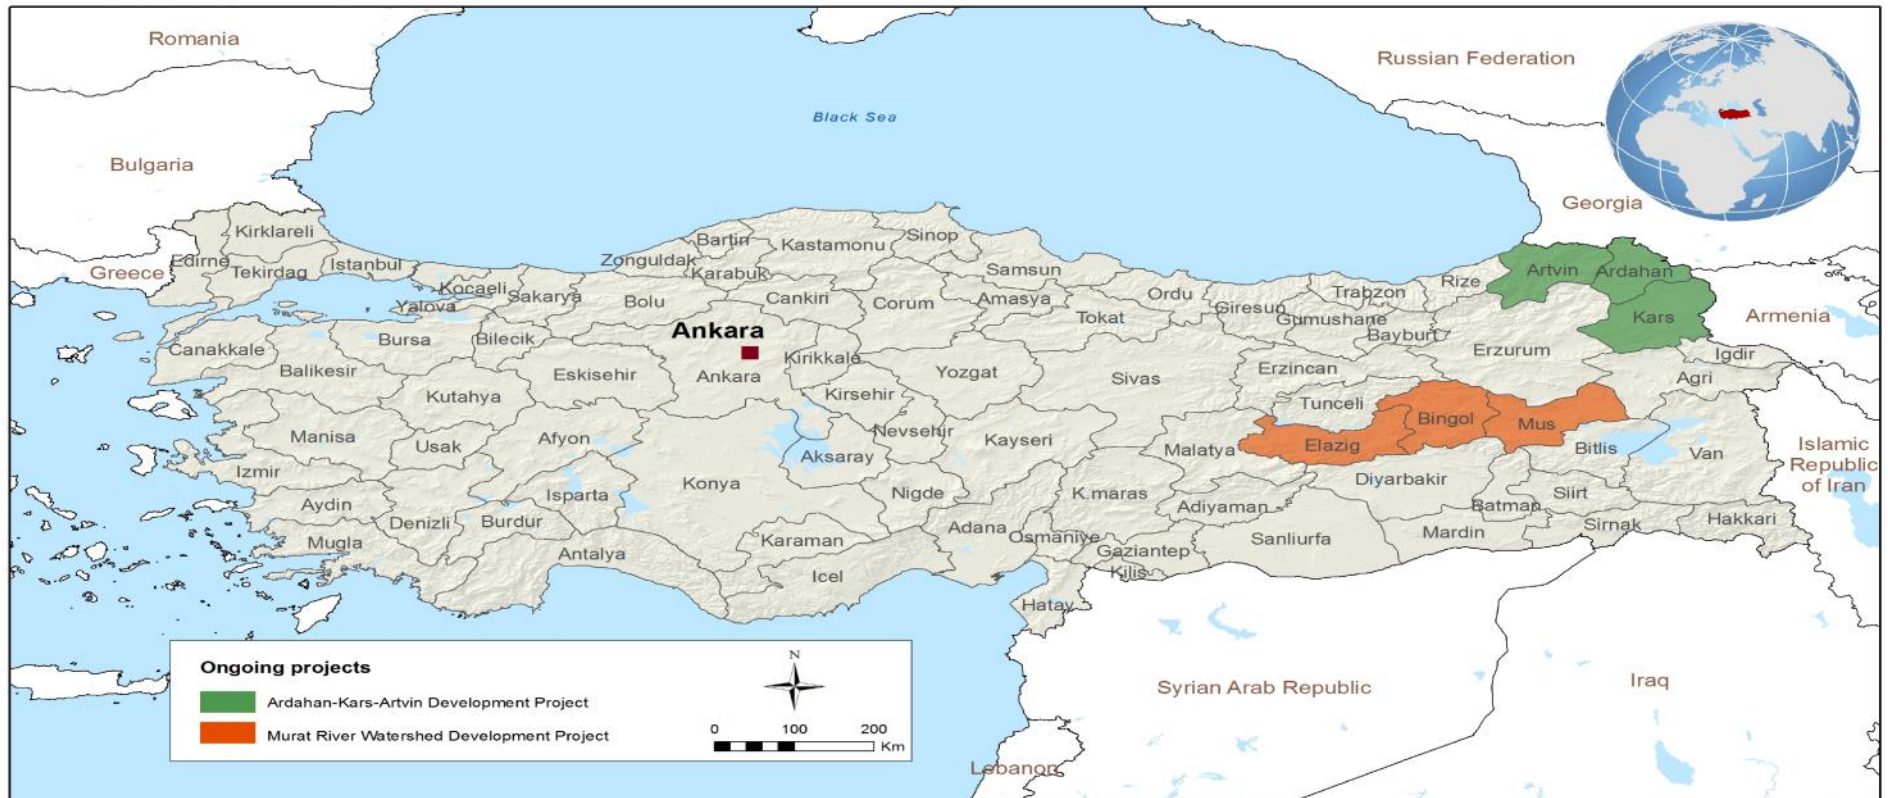 Romania
Russian Federation
Black Sea
Bulgaria
Georgia
Greece
Armenia
Islamic
Republic
of Iran
Syrian Arab Republic
Iraq
Lebanon
Kirklareli
Edirne
Tekirdag
Istanbul
Kocaeli
Yalova
Sakarya
Zonguldak
Bartin
Karabuk
Kastamonu
Sinop
Samsun
Bolu
Cankiri
Corum
Amasya
Ordu
Giresun
Trabzon
Rize
Artvin
Ardahan
Kars
Tokat
Gumushane
Bayburt
Erzurum
Igdir
Agri
Canakkale
Bursa
Bilecik
Ankara
Ankara
Kirikkale
Balikesir
Eskisehir
Kutahya
Kirsehir
Yozgat
Sivas
Erzincan
Tunceli
Bingol
Mus
Manisa
Usak
Afyon
Nevsehir
Aksaray
Kayseri
Malatya
Elazig
Bitlis
Van
Izmir
Konya
Nigde
K.maras
Diyarbakir
Siirt
Aydin
Denizli
Isparta
Burdur
Adiyaman
Batman
Sirnak
Hakkari
Mugla
Antalya
Karaman
Adana
Osmaniye
Gaziantep
Sanliurfa
Mardin
Icel
Kilis
Hatay
Ongoing projects
Ardahan-Kars-Artvin Development Project
Murat River Watershed Development Project
N
0 100 200
Km